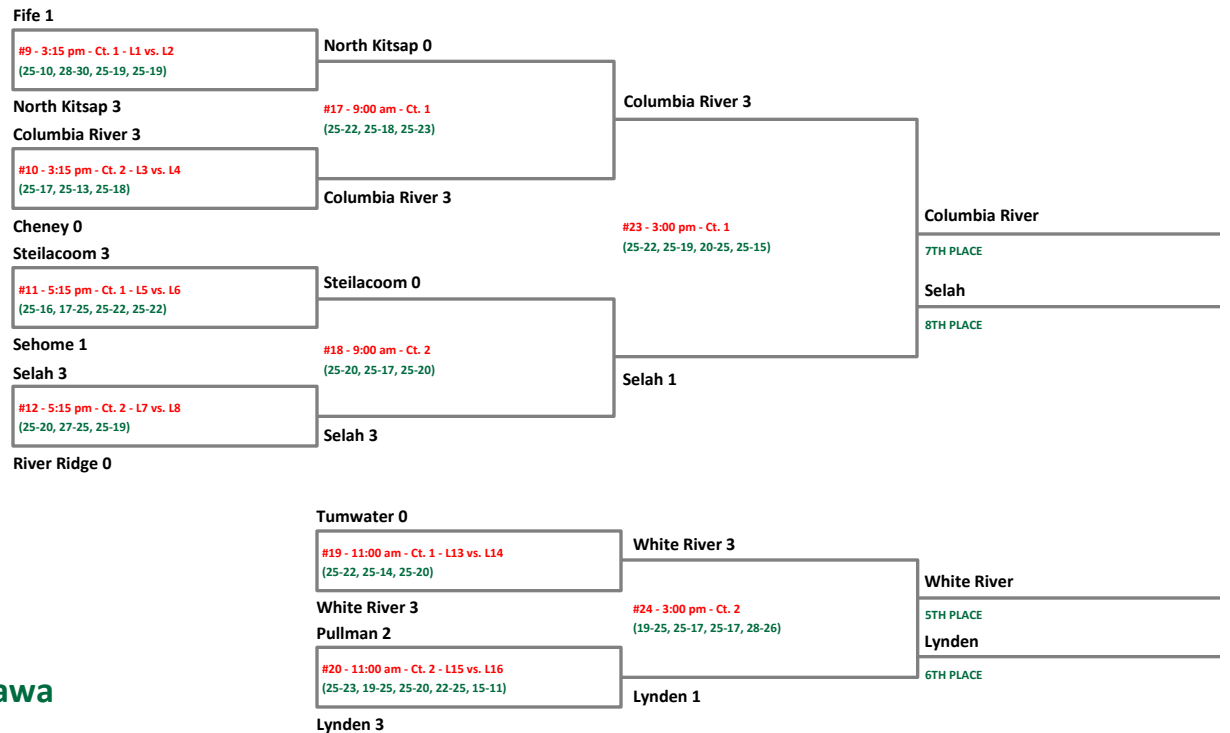 Fife 1
#9 - 3:15 pm - Ct. 1 - L1 vs. L2
(25-10, 28-30, 25-19, 25-19)
North Kitsap 3
Columbia River 3
#10 - 3:15 pm - Ct. 2 - L3 vs. L4
(25-17, 25-13, 25-18)
Cheney 0
Steilacoom 3
#11 - 5:15 pm - Ct. 1 - L5 vs. L6
(25-16, 17-25, 25-22, 25-22)
Sehome 1
Selah 3
#12 - 5:15 pm - Ct. 2 - L7 vs. L8
(25-20, 27-25, 25-19)
River Ridge 0
North Kitsap 0
#17 - 9:00 am - Ct. 1
(25-22, 25-18, 25-23)
Columbia River 3
Steilacoom 0
#18 - 9:00 am - Ct. 2
(25-20, 25-17, 25-20)
Selah 3
Columbia River 3
#23 - 3:00 pm - Ct. 1
(25-22, 25-19, 20-25, 25-15)
Selah 1
Columbia River
7TH PLACE
Selah
8TH PLACE
Tumwater 0
#19 - 11:00 am - Ct. 1 - L13 vs. L14
(25-22, 25-14, 25-20)
White River 3
Pullman 2
#20 - 11:00 am - Ct. 2 - L15 vs. L16
(25-23, 19-25, 25-20, 22-25, 15-11)
Lynden 3
White River 3
#24 - 3:00 pm - Ct. 2
(19-25, 25-17, 25-17, 28-26)
Lynden 1
White River
5TH PLACE
Lynden
6TH PLACE
awa